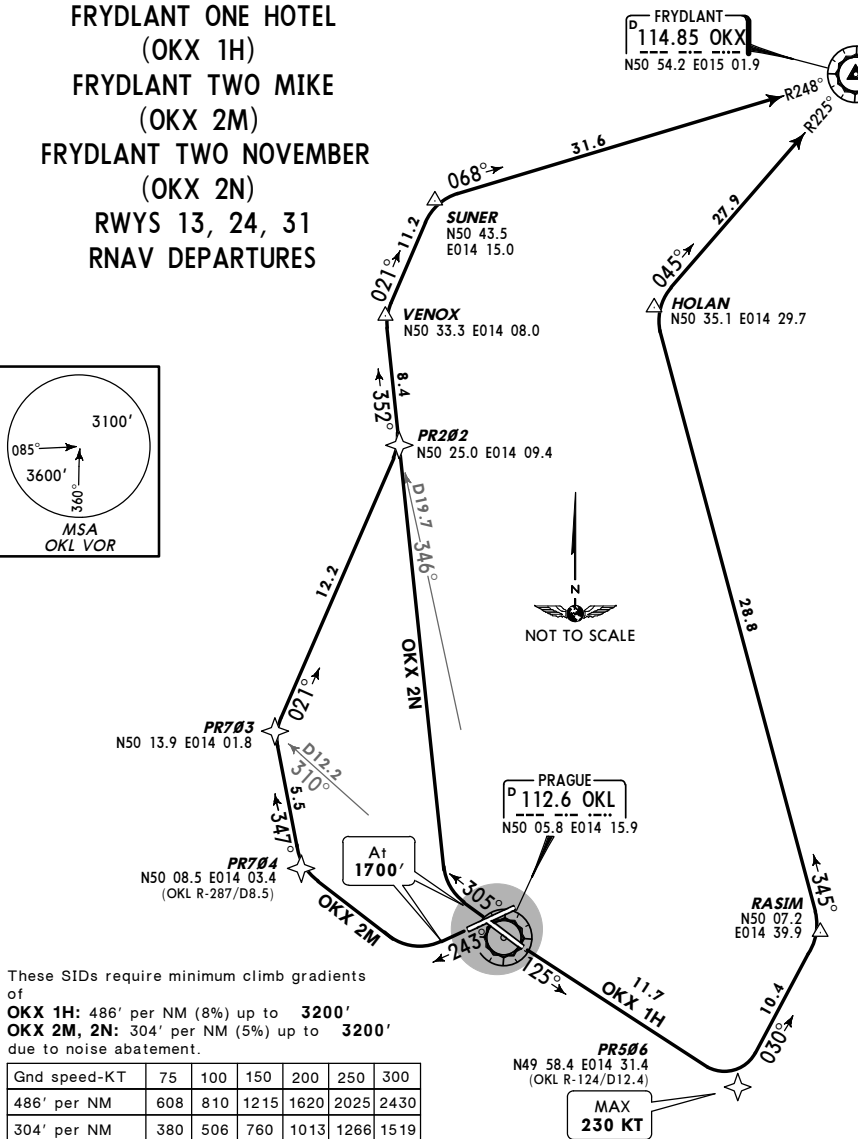 FRYDLANT ONE HOTEL
(OKX 1H)
FRYDLANT TWO MIKE
(OKX 2M)
FRYDLANT TWO NOVEMBER
(OKX 2N)
RWYS 13, 24, 31
RNAV DEPARTURES
FRYDLANT
D 114.85 OKX
N50 54.2 E015 01.9
R248°
R225°
31.6
068°
27.9
SUNER
N50 43.5
E014 15.0
11.2
021°
045°
HOLAN
N50 35.1 E014 29.7
VENOX
N50 33.3 E014 08.0
8.4
352°
3100'
085°
3600'
360°
MSA
OKL VOR
PR2Ø2
N50 25.0 E014 09.4
D19.7
346°
12.2
N
NOT TO SCALE
28.8
OKX 2N
021°
PR7Ø3
N50 13.9 E014 01.8
D12.2
310°
5.5
347°
PRAGUE
D 112.6 OKL
N50 05.8 E014 15.9
At
1700'
PR7Ø4
N50 08.5 E014 03.4
(OKL R-287/D8.5)
305°
345°
RASIM
N50 07.2
E014 39.9
OKX 2M
243°
125°
11.7
OKX 1H
10.4
030°
PR5Ø6
N49 58.4 E014 31.4
(OKL R-124/D12.4)
MAX
230 KT
These SIDs require minimum climb gradients
of
OKX 1H: 486' per NM (8%) up to 3200'
OKX 2M, 2N: 304' per NM (5%) up to 3200'
due to noise abatement.
Gnd speed-KT 75 100 150 200 250 300
486' per NM 608 810 1215 1620 2025 2430
304' per NM 380 506 760 1013 1266 1519